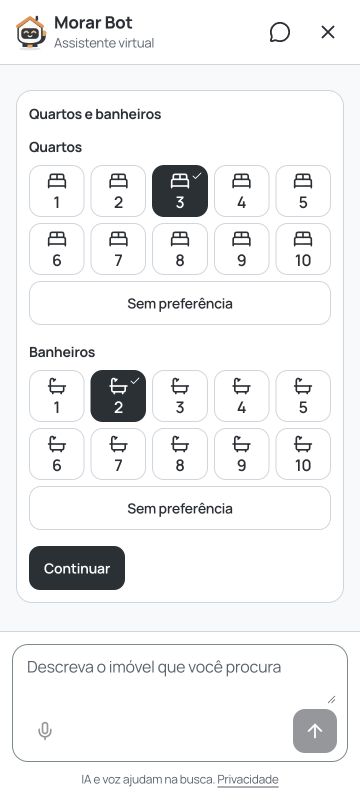 Morar Bot
Assistente virtual
Quartos e banheiros
Quartos
1 2 3 4 5
6 7 8 9 10
Sem preferência
Banheiros
1 2 3 4 5
6 7 8 9 10
Sem preferência
Continuar
Descreva o imóvel que você procura
IA e voz ajudam na busca. Privacidade